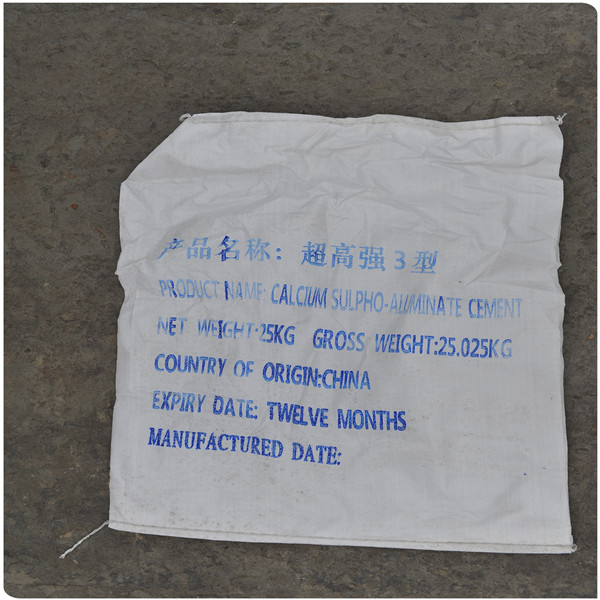 产品名称：超高强3型
PRODUCT NAME: CALCIUM SULPHO-ALUMINATE CEMENT
NET WEIGHT:25KG GROSS WEIGHT:25.025KG
COUNTRY OF ORIGIN:CHINA
EXPIRY DATE: TWELVE MONTHS
MANUFACTURED DATE: